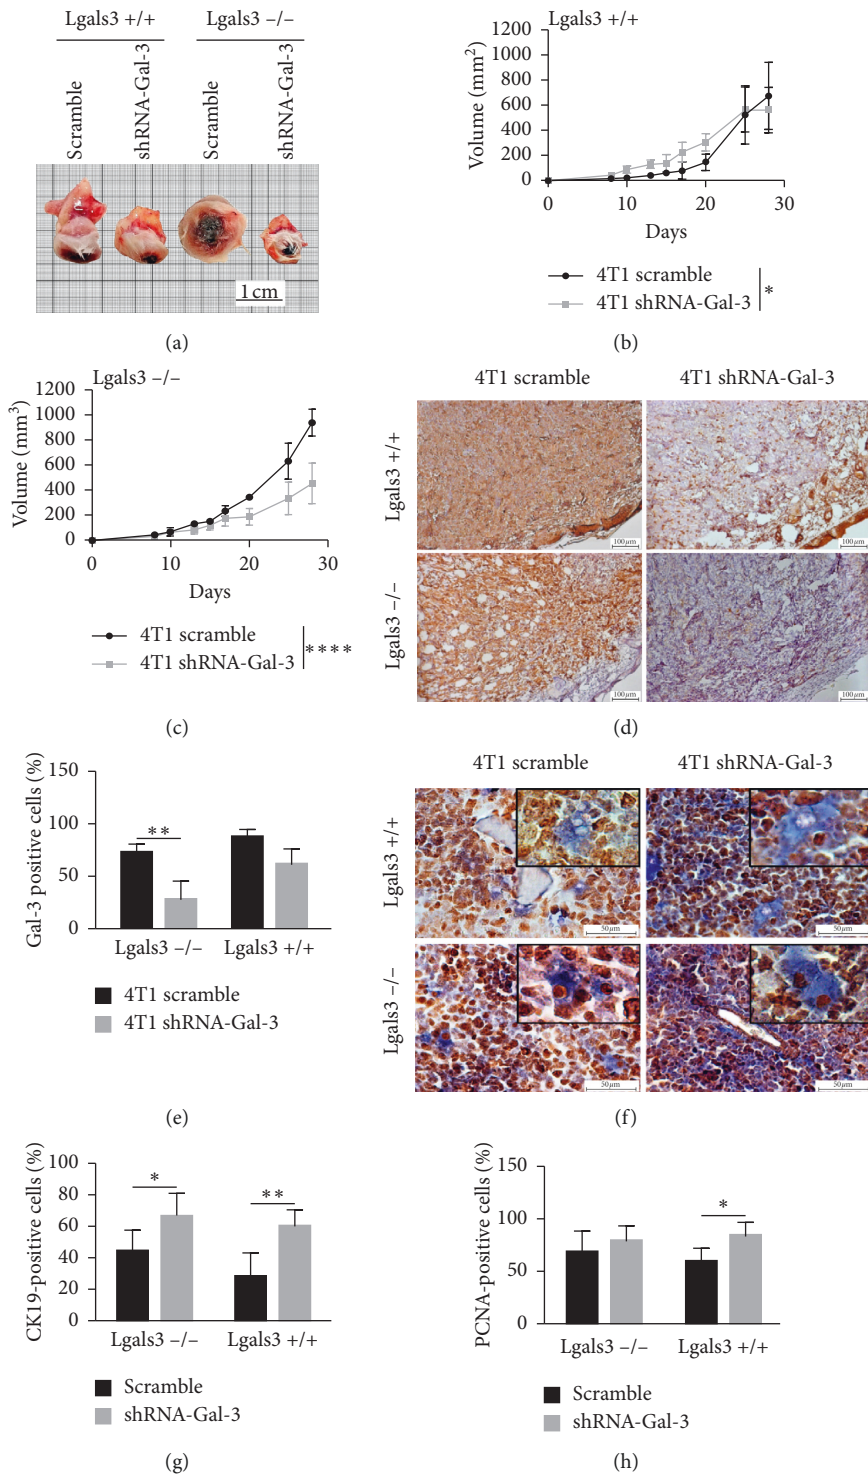 Lgals3 +/+ Lgals3 –/–
Scramble
shRNA-Gal-3
Scramble
shRNA-Gal-3
1 cm
(a)
Lgals3 +/+
Volume (mm²)
1200
1000
800
600
400
200
0
0 10 20 30
Days
4T1 scramble
4T1 shRNA-Gal-3
*
(b)
Lgals3 –/–
Volume (mm³)
1200
1000
800
600
400
200
0
0 10 20 30
Days
4T1 scramble
4T1 shRNA-Gal-3
****
(c)
4T1 scramble 4T1 shRNA-Gal-3
Lgals3 +/+
100 µm 100 µm
Lgals3 –/–
100 µm 100 µm
(d)
Gal-3 positive cells (%)
150
100
50
0
**
Lgals3 –/– Lgals3 +/+
4T1 scramble
4T1 shRNA-Gal-3
(e)
4T1 scramble 4T1 shRNA-Gal-3
Lgals3 +/+
50 µm 50 µm
Lgals3 –/–
50 µm 50 µm
(f)
CK19-positive cells (%)
100
80
60
40
20
0
* **
Lgals3 –/– Lgals3 +/+
Scramble
shRNA-Gal-3
(g)
PCNA-positive cells (%)
150
100
50
0
*
Lgals3 –/– Lgals3 +/+
Scramble
shRNA-Gal-3
(h)